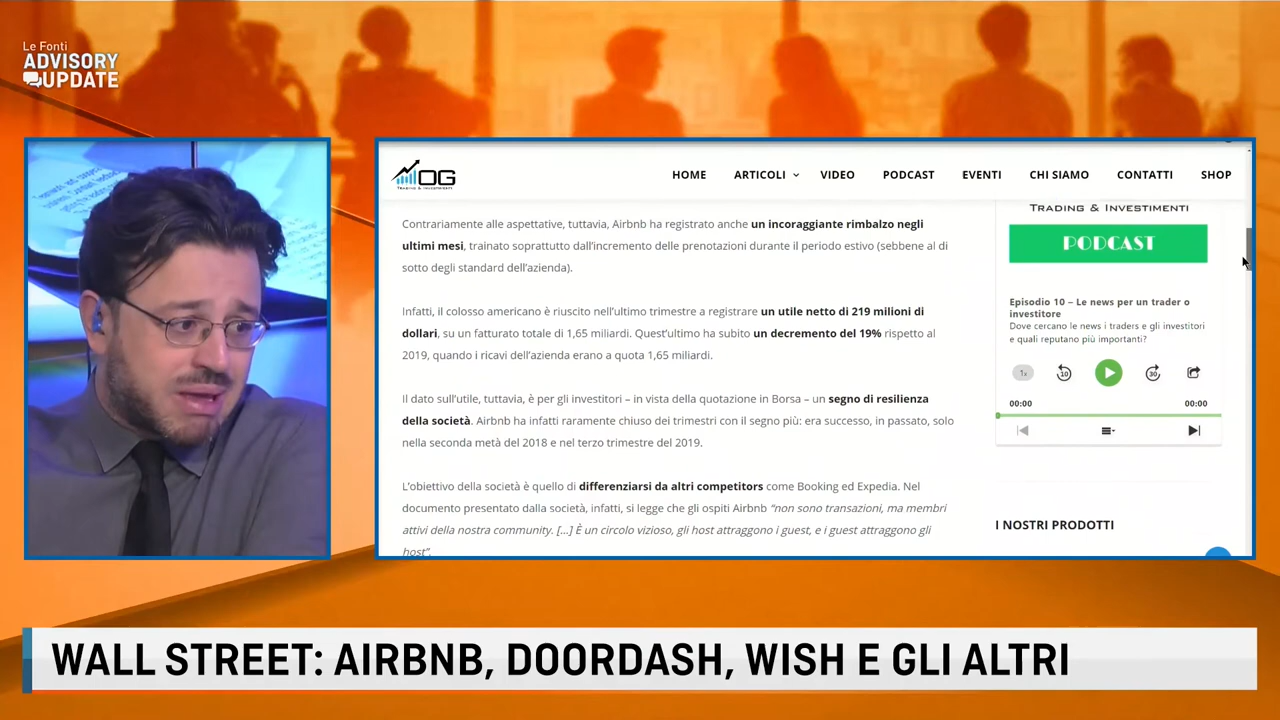 Le Fonti
ADVISORY
UPDATE
OG
TRADING & INVESTIMENTI
HOME
ARTICOLI
VIDEO
PODCAST
EVENTI
CHI SIAMO
CONTATTI
SHOP
Contrariamente alle aspettative, tuttavia, Airbnb ha registrato anche un incoraggiante rimbalzo negli
ultimi mesi, trainato soprattutto dall'incremento delle prenotazioni durante il periodo estivo (sebbene al di
sotto degli standard dell'azienda).
Infatti, il colosso americano è riuscito nell'ultimo trimestre a registrare un utile netto di 219 milioni di
dollari, su un fatturato totale di 1,65 miliardi. Quest'ultimo ha subito un decremento del 19% rispetto al
2019, quando i ricavi dell'azienda erano a quota 1,65 miliardi.
Il dato sull'utile, tuttavia, è per gli investitori – in vista della quotazione in Borsa – un segno di resilienza
della società. Airbnb ha infatti raramente chiuso dei trimestri con il segno più: era successo, in passato, solo
nella seconda metà del 2018 e nel terzo trimestre del 2019.
L'obiettivo della società è quello di differenziarsi da altri competitors come Booking ed Expedia. Nel
documento presentato dalla società, infatti, si legge che gli ospiti Airbnb "non sono transazioni, ma membri
attivi della nostra community. [...] È un circolo vizioso, gli host attraggono i guest, e i guest attraggono gli
host".
TRADING & INVESTIMENTI
PODCAST
Episodio 10 – Le news per un trader o
investitore
Dove cercano le news i traders e gli investitori
e quali reputano più importanti?
1x
10
30
00:00
00:00
I NOSTRI PRODOTTI
WALL STREET: AIRBNB, DOORDASH, WISH E GLI ALTRI